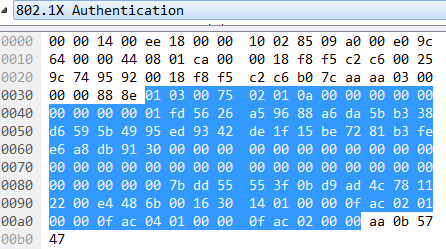 802.1X Authentication
0000 00 00 14 00 ee 18 00 00 10 02 85 09 a0 00 e0 9c
0010 64 00 00 44 08 01 ca 00 00 18 f8 f5 c2 c6 00 25
0020 9c 74 95 92 00 18 f8 f5 c2 c6 b0 7c aa aa 03 00
0030 00 00 88 8e 01 03 00 75 02 01 0a 00 00 00 00 00
0040 00 00 00 00 01 fd 56 26 a5 96 88 a6 da 5b b3 38
0050 d6 59 5b 49 95 ed 93 42 de 1f 15 be 72 81 b3 fe
0060 e6 a8 db 91 30 00 00 00 00 00 00 00 00 00 00 00
0070 00 00 00 00 00 00 00 00 00 00 00 00 00 00 00 00
0080 00 00 00 00 00 7b dd 55 55 3f 0b d9 ad 4c 78 11
0090 22 00 e4 48 6b 00 16 30 14 01 00 00 0f ac 02 01
00a0 00 00 0f ac 04 01 00 00 0f ac 02 00 00 aa 0b 57
00b0 47